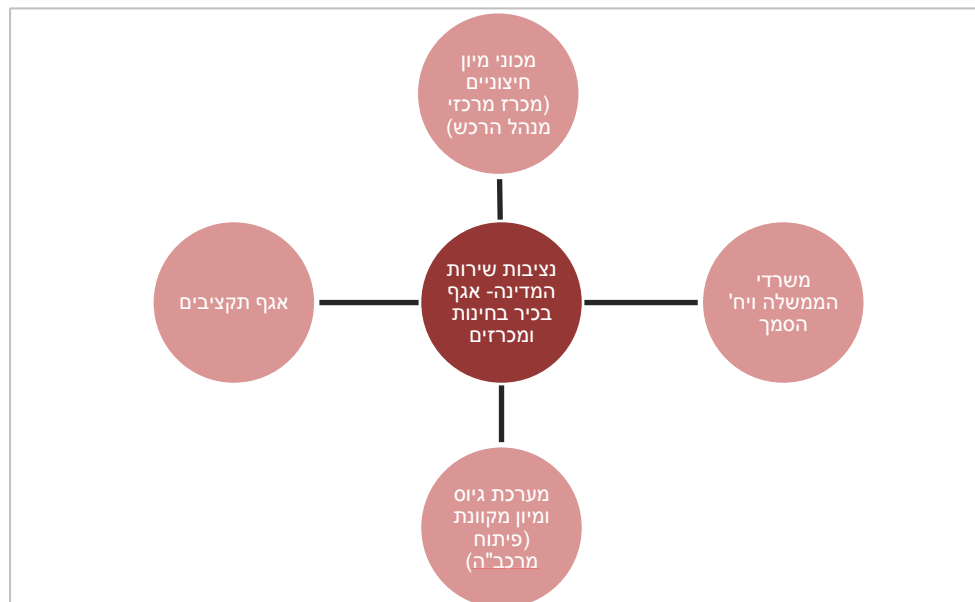 מכוני מיון
חיצוניים
(מכרז מרכזי
מנהל הרכש)
משרדי
הממשלה ויח'
הסמך
נציבות שירות
המדינה- אגף
בכיר בחינות
ומכרזים
אגף תקציבים
מערכת גיוס
ומיון מקוונת
(פיתוח
מרכב"ה)